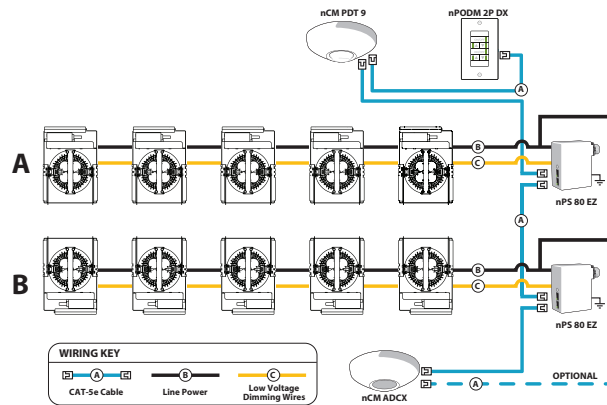 nCM PDT 9
nPODM 2P DX
A
A
B
C
nPS 80 EZ
A
B
B
C
nPS 80 EZ
WIRING KEY
A
B
C
CAT-5e Cable
Line Power
Low Voltage
Dimming Wires
nCM ADCX
A
OPTIONAL